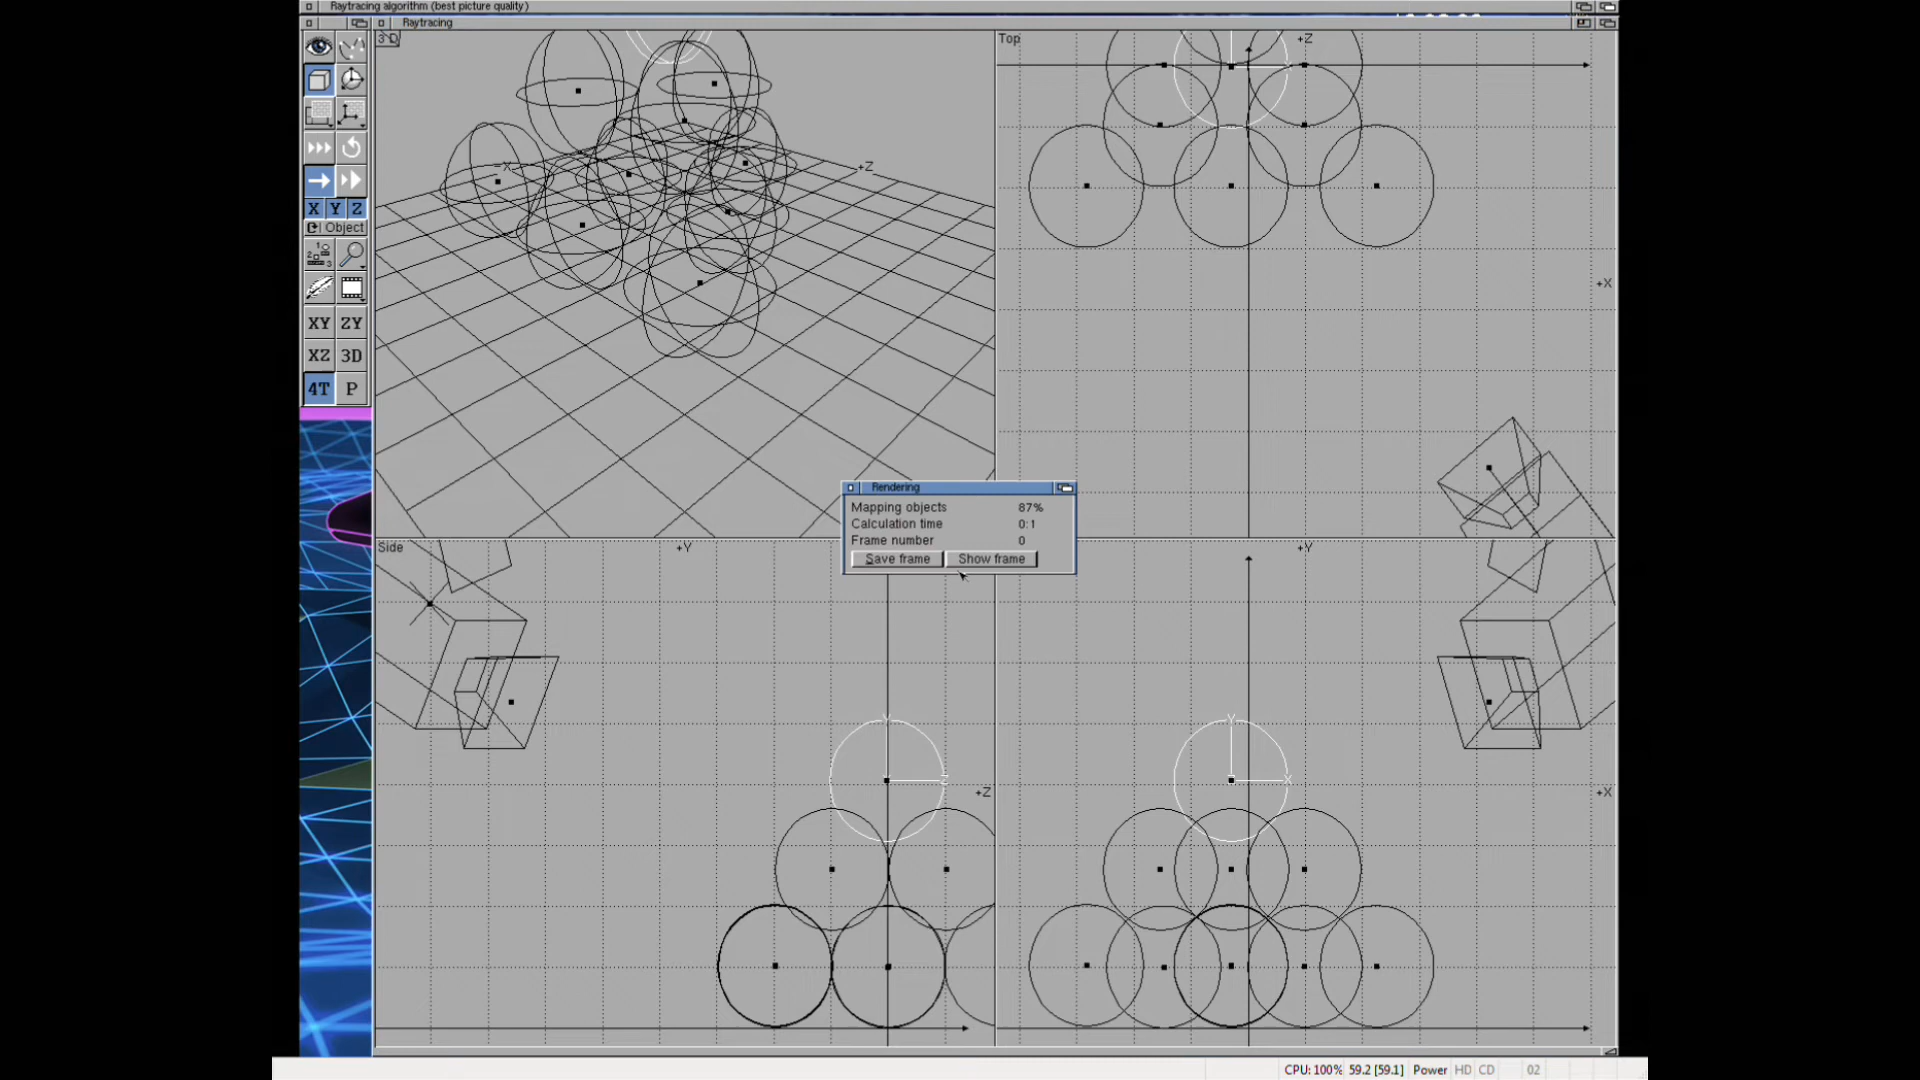 Raytracing algorithm (best picture quality)
Raytracing
3D
-X
+Z
X Y Z
Object
XY ZY
XZ 3D
4T P
Top
+Z
+X
Rendering
Mapping objects 87%
Calculation time 0:1
Frame number 0
Save frame Show frame
Side
+Y
Y
Z
+Z
+Y
Y
X
+X
CPU: 100% 59.2 [59.1] Power HD CD 02